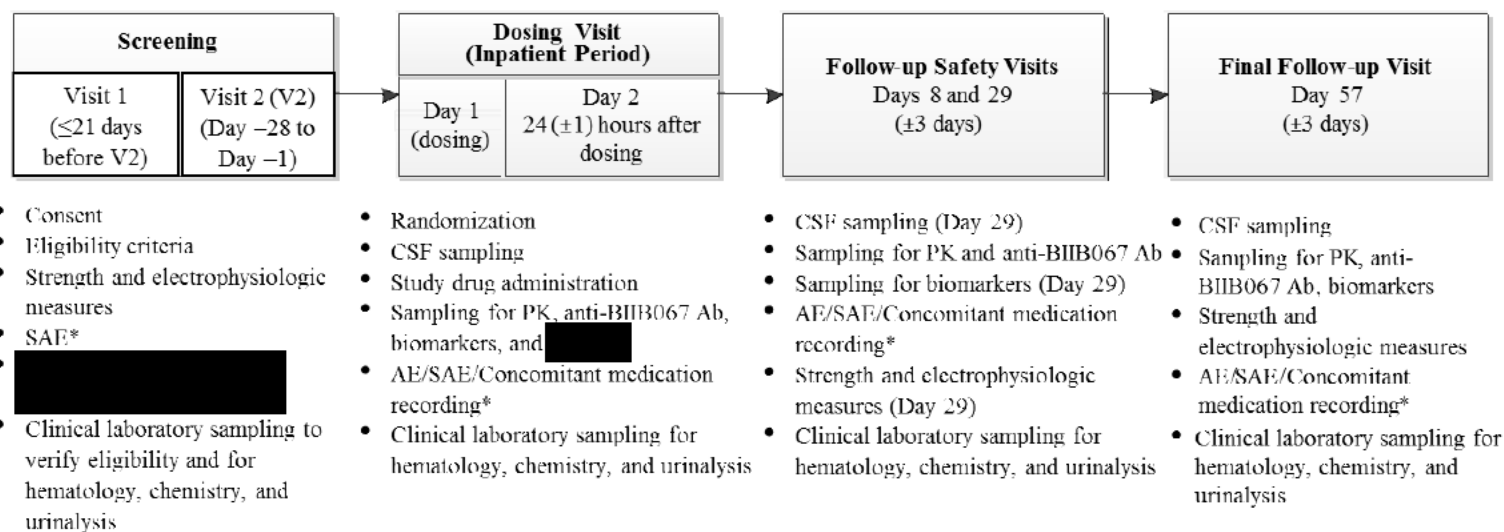 Screening
Visit 1
(≤21 days
before V2)
Visit 2 (V2)
(Day –28 to
Day –1)
Dosing Visit
(Inpatient Period)
Day 1
(dosing)
Day 2
24 (±1) hours after
dosing
Follow-up Safety Visits
Days 8 and 29
(±3 days)
Final Follow-up Visit
Day 57
(±3 days)
• Consent
• Eligibility criteria
• Strength and electrophysiologic
measures
• SAE*
•
• Clinical laboratory sampling to
verify eligibility and for
hematology, chemistry, and
urinalysis
• Randomization
• CSF sampling
• Study drug administration
• Sampling for PK, anti-BIIB067 Ab,
biomarkers, and
• AE/SAE/Concomitant medication
recording*
• Clinical laboratory sampling for
hematology, chemistry, and urinalysis
• CSF sampling (Day 29)
• Sampling for PK and anti-BIIB067 Ab
• Sampling for biomarkers (Day 29)
• AE/SAE/Concomitant medication
recording*
• Strength and electrophysiologic
measures (Day 29)
• Clinical laboratory sampling for
hematology, chemistry, and urinalysis
• CSF sampling
• Sampling for PK, anti-
BIIB067 Ab, biomarkers
• Strength and
electrophysiologic measures
• AE/SAE/Concomitant
medication recording*
• Clinical laboratory sampling for
hematology, chemistry, and
urinalysis